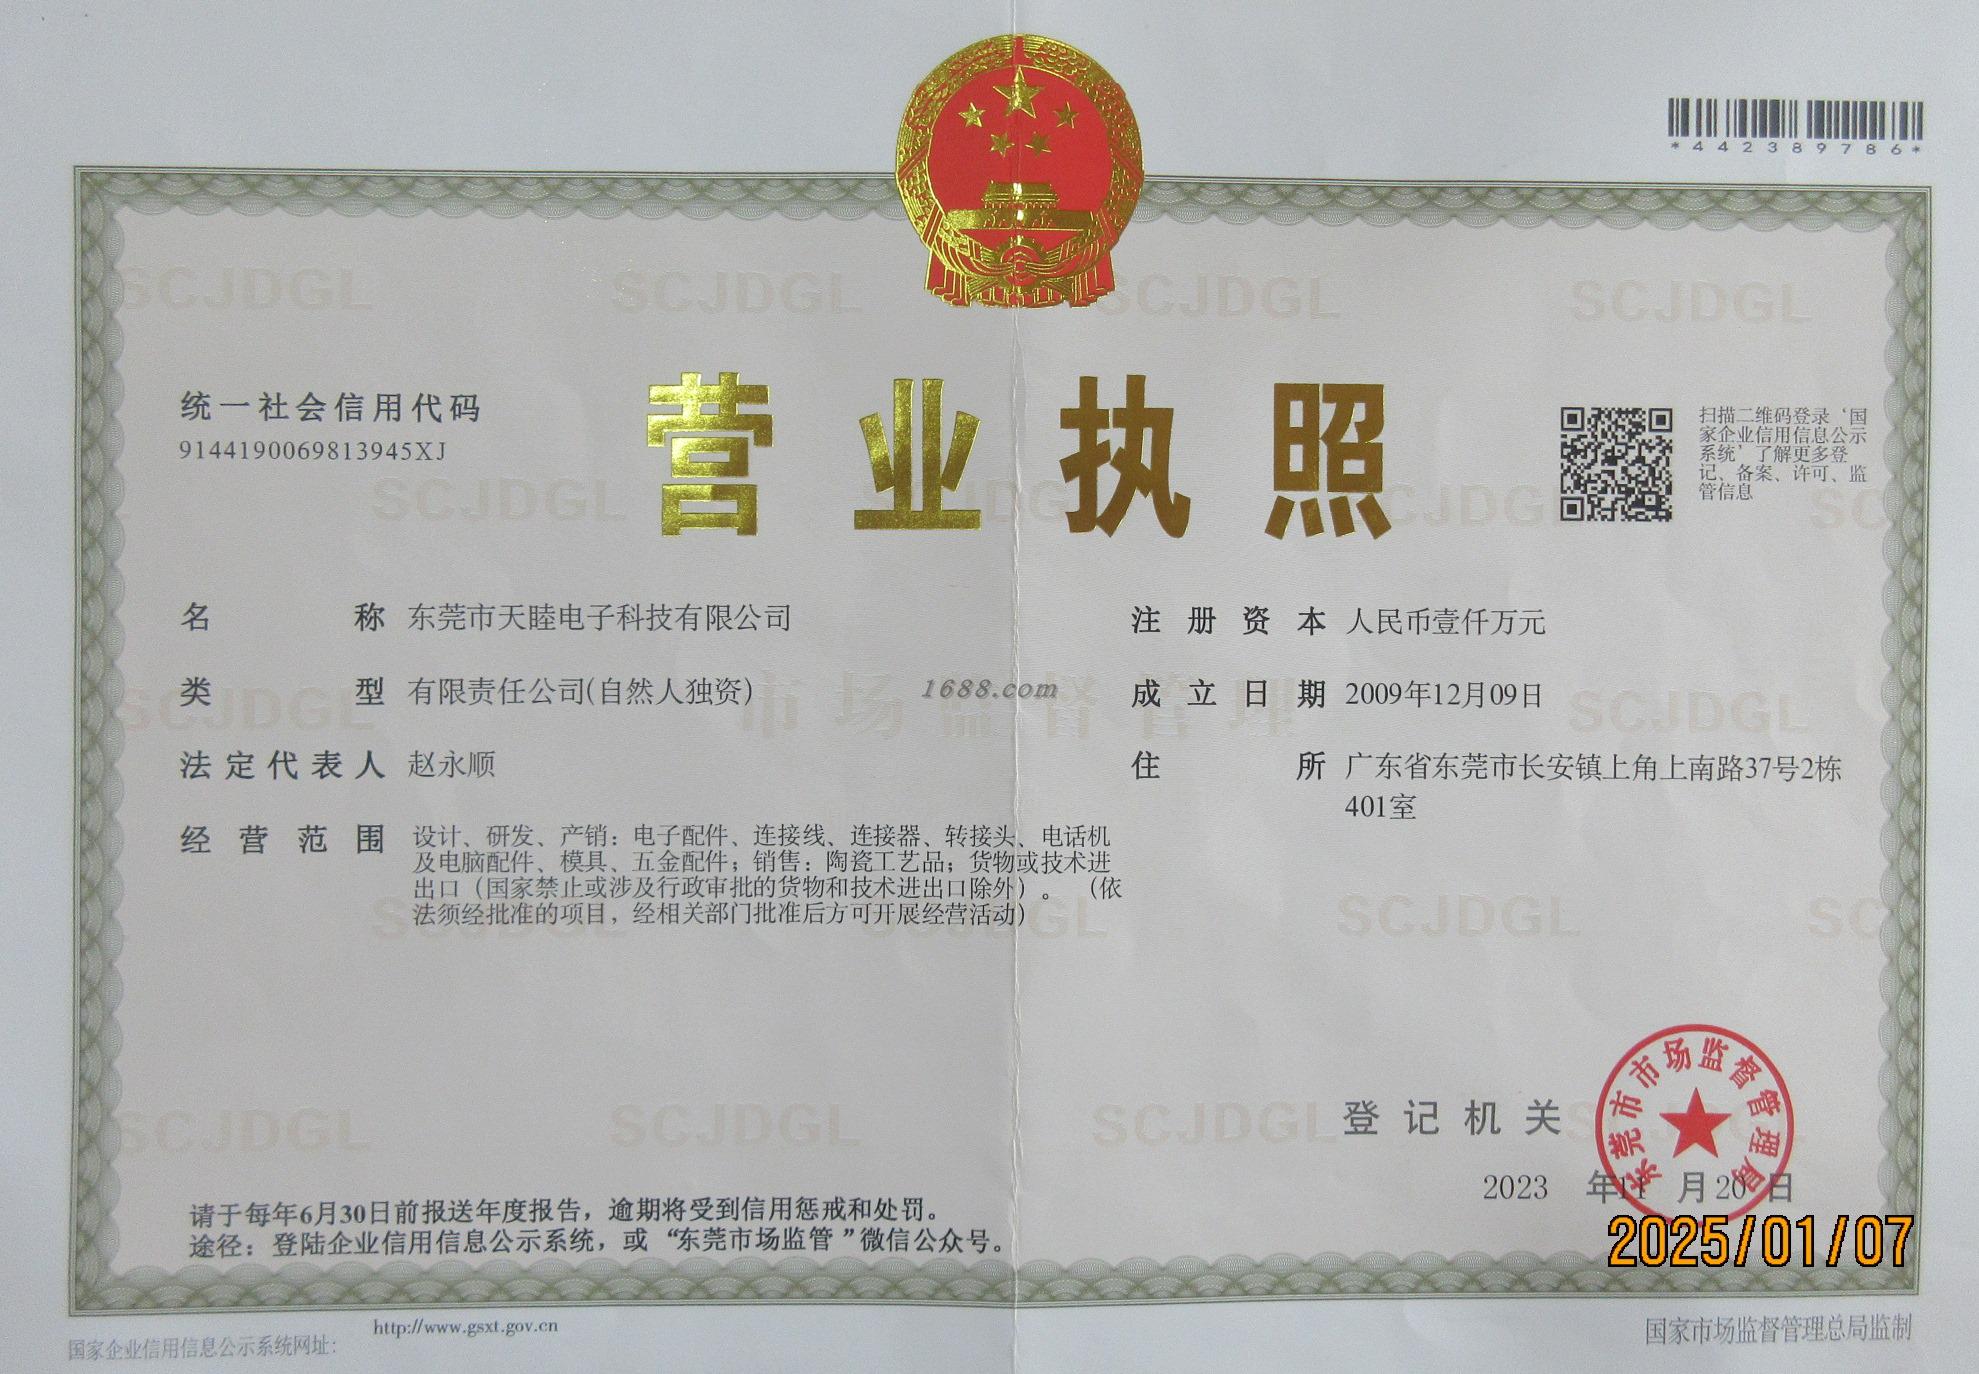 *442389786*
统一社会信用代码
9144190069813945XJ
营业执照
扫描二维码登录‘国
家企业信用信息公示
系统’了解更多登
记、备案、许可、监
管信息
名称 东莞市天睦电子科技有限公司
类型 有限责任公司(自然人独资)
法定代表人 赵永顺
经营范围 设计、研发、产销：电子配件、连接线、连接器、转接头、电话机
及电脑配件、模具、五金配件；销售：陶瓷工艺品；货物或技术进
出口（国家禁止或涉及行政审批的货物和技术进出口除外）。（依
法须经批准的项目，经相关部门批准后方可开展经营活动）
注册资本 人民币壹仟万元
成立日期 2009年12月09日
住所 广东省东莞市长安镇上角上南路37号2栋
401室
1688.com
市场监督管理
SCJDGL
登记机关
东莞市市场监督管理局
2023 年11 月20 日
2025/01/07
请于每年6月30日前报送年度报告，逾期将受到信用惩戒和处罚。
途径：登陆企业信用信息公示系统，或“东莞市场监管”微信公众号。
国家企业信用信息公示系统网址：
http://www.gsxt.gov.cn
国家市场监督管理总局监制